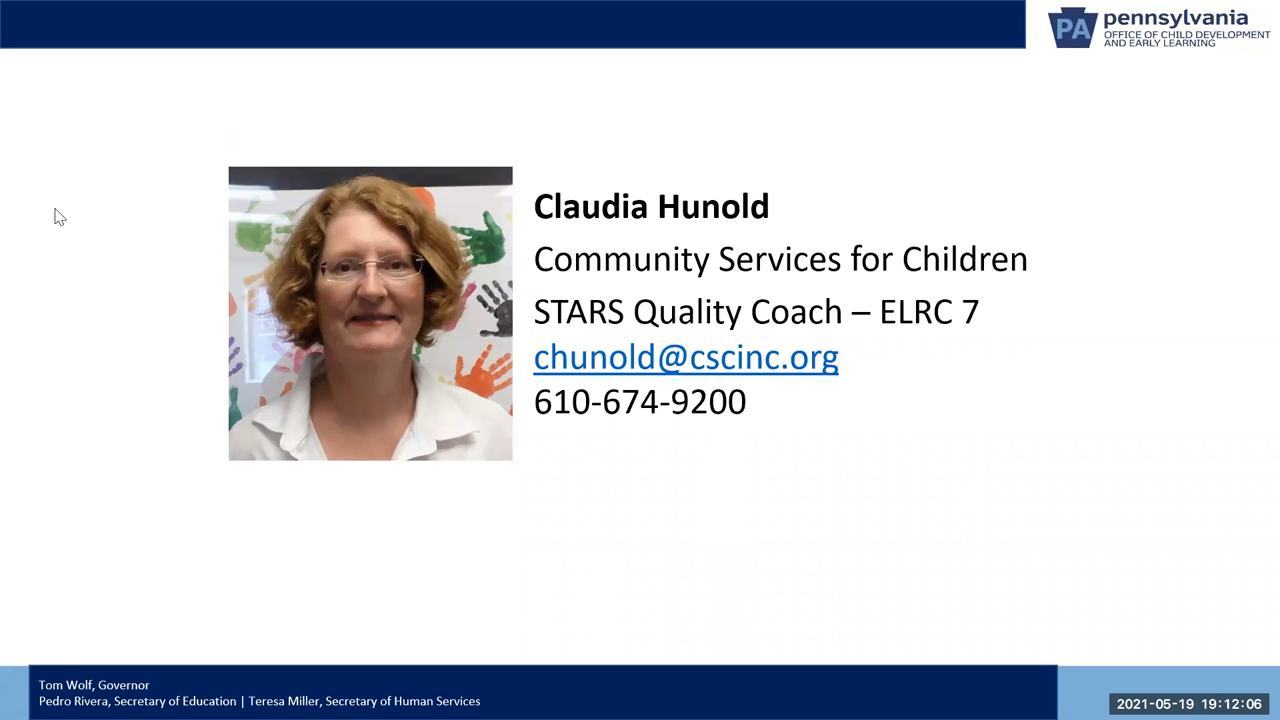 PA pennsylvania
OFFICE OF CHILD DEVELOPMENT
AND EARLY LEARNING
Claudia Hunold
Community Services for Children
STARS Quality Coach – ELRC 7
chunold@cscinc.org
610-674-9200
Tom Wolf, Governor
Pedro Rivera, Secretary of Education | Teresa Miller, Secretary of Human Services
2021-05-19 19:12:06